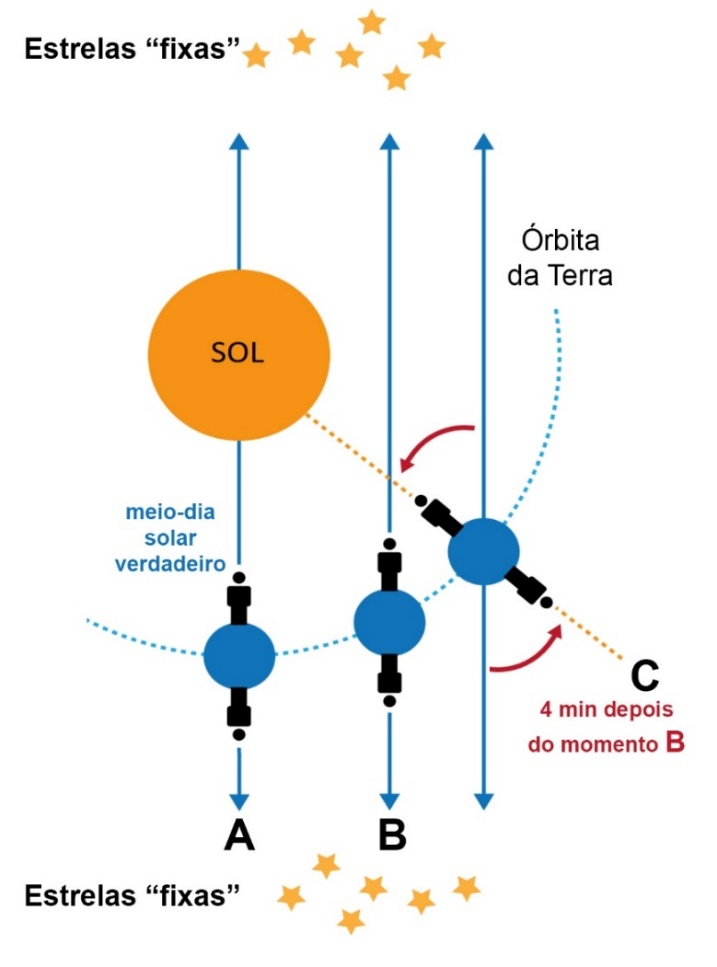 Estrelas “fixas”
Órbita
da Terra
SOL
meio-dia
solar
verdadeiro
C
4 min depois
do momento B
A
B
Estrelas “fixas”